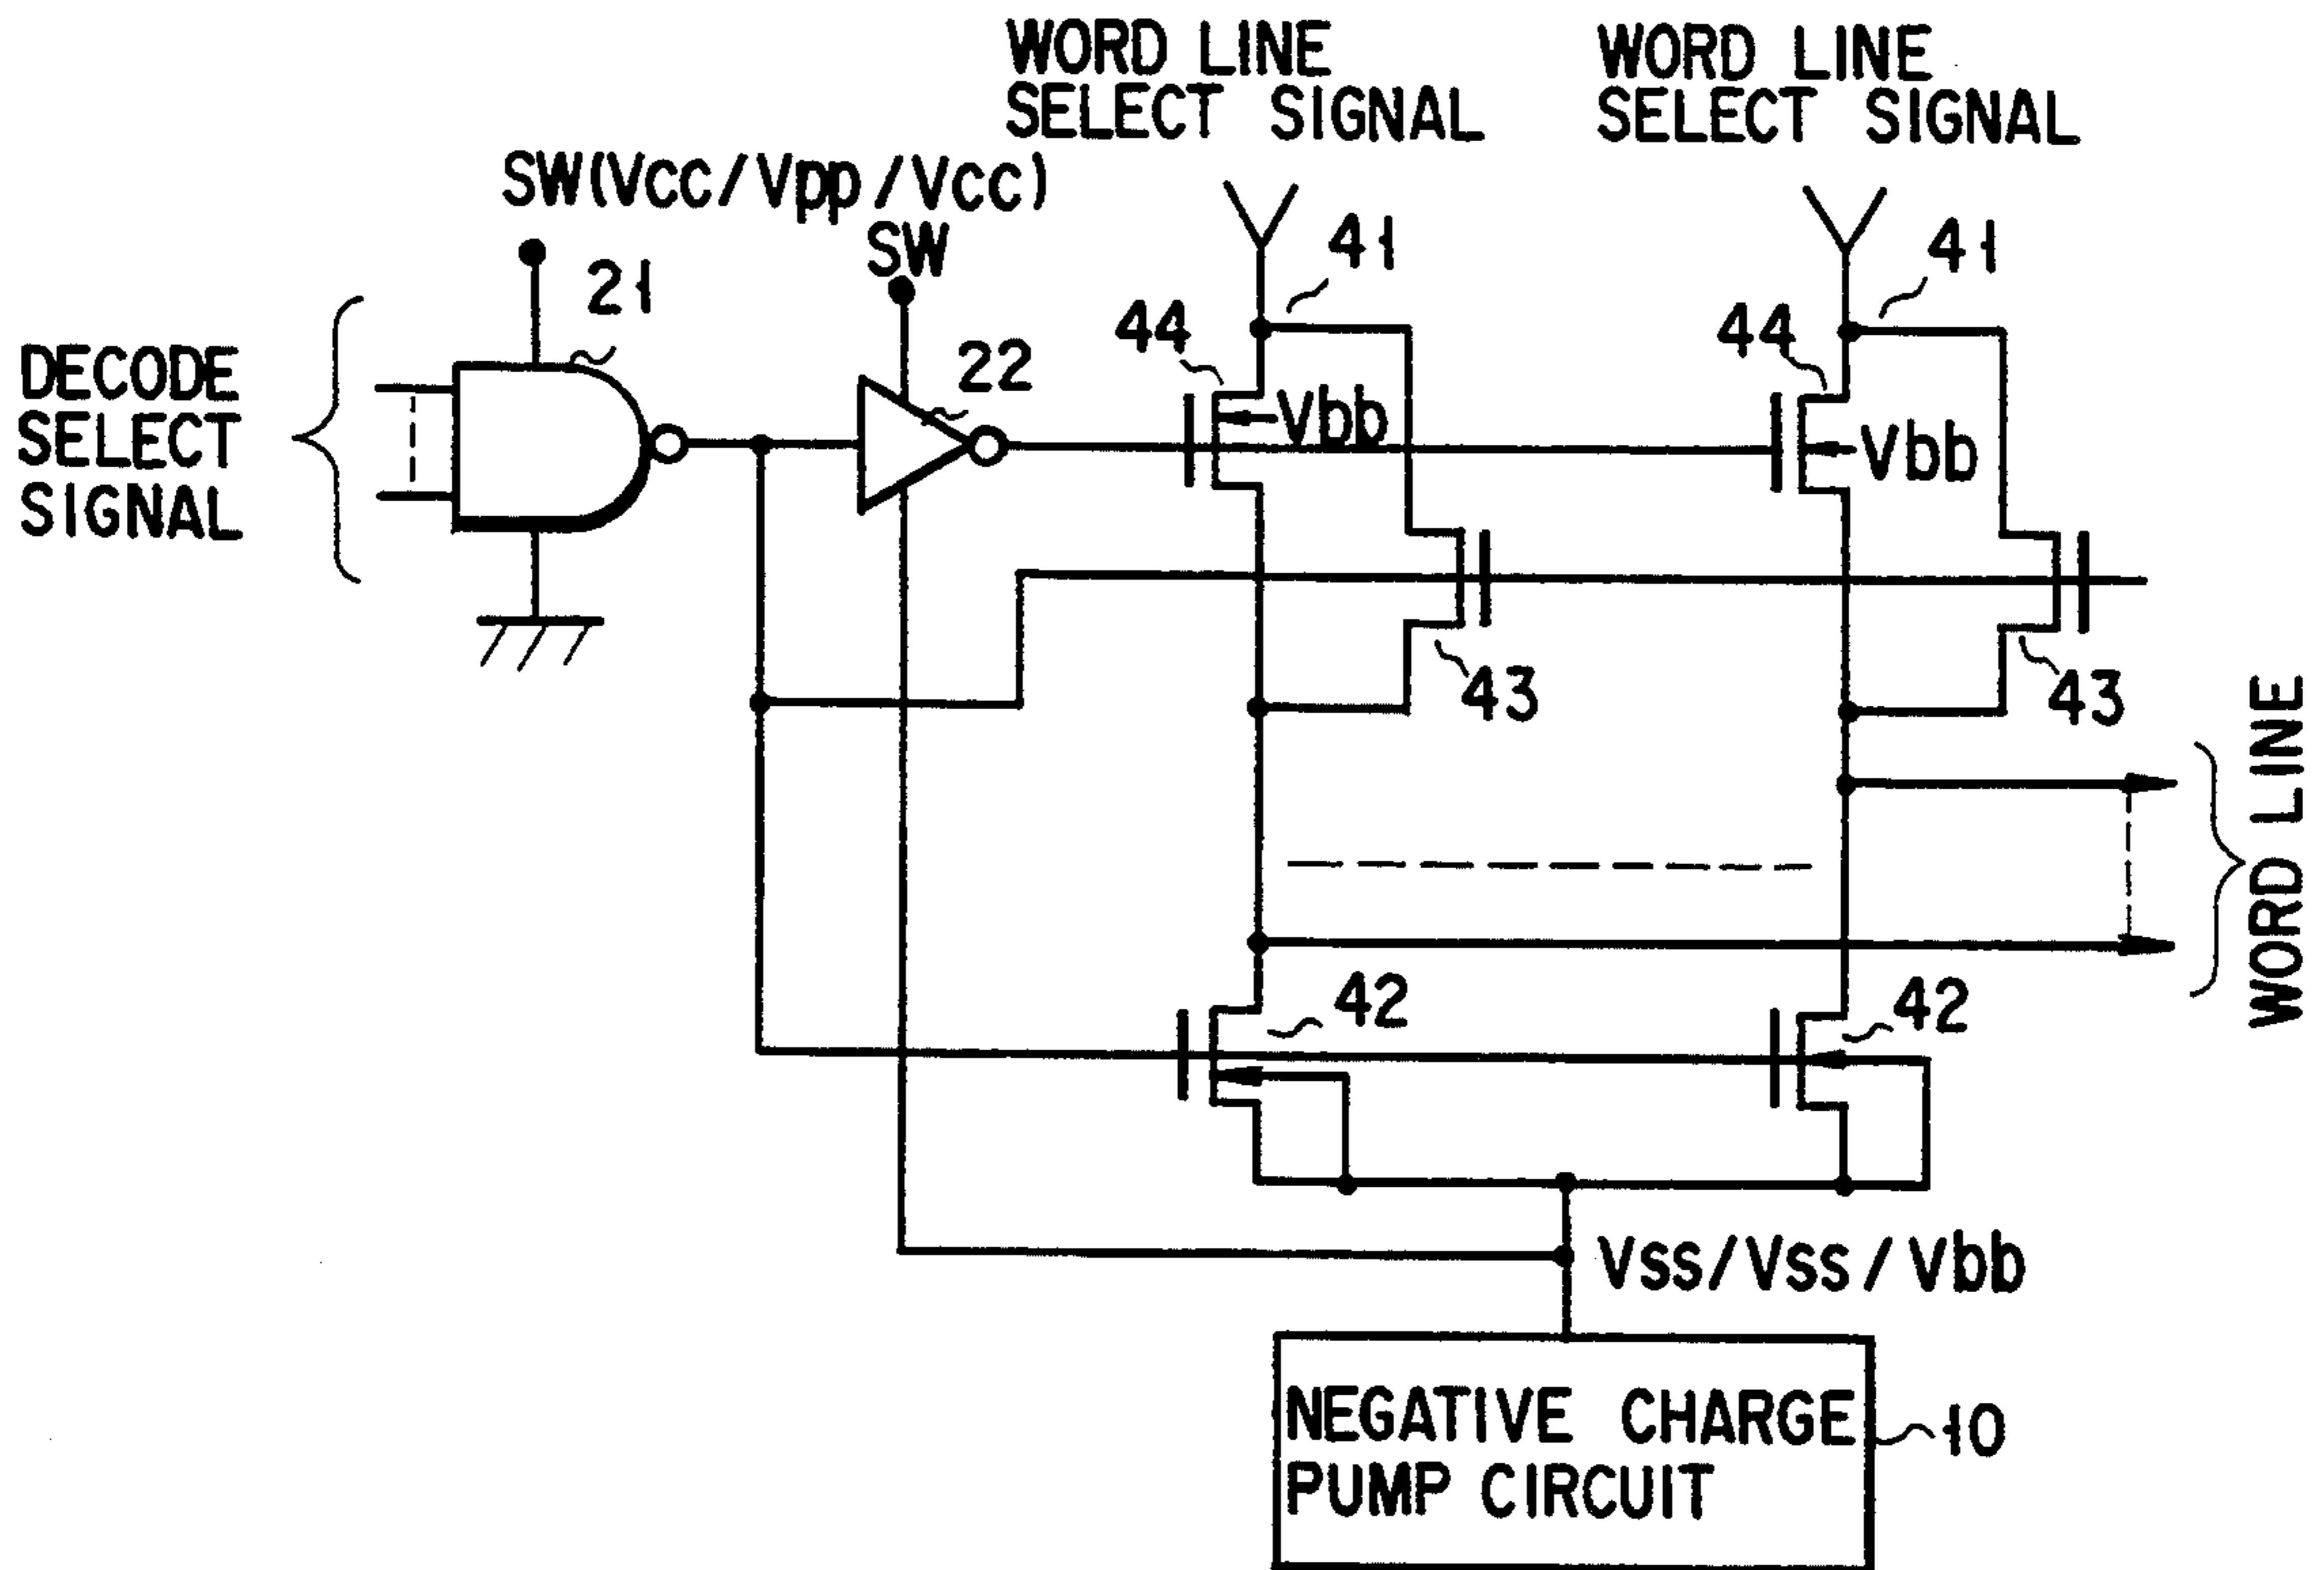 WORD LINE
SELECT SIGNAL
WORD LINE
SELECT SIGNAL
SW(Vcc/Vpp/Vcc)
SW
41
41
21
44
44
22
DECODE
SELECT
SIGNAL
Vbb
Vbb
43
43
WORD LINE
42
42
Vss/Vss/Vbb
NEGATIVE CHARGE
PUMP CIRCUIT
10